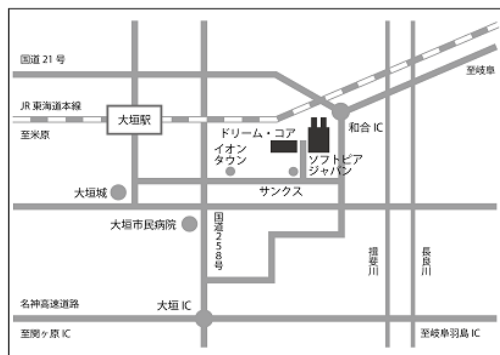 国道21号
至岐阜
JR東海道本線
大垣駅
和合IC
至米原
ドリーム・コア
イオン
タウン
ソフトピア
ジャパン
大垣城
サンクス
大垣市民病院
国道258号
揖斐川
長良川
名神高速道路
大垣IC
至関ヶ原IC
至岐阜羽島IC